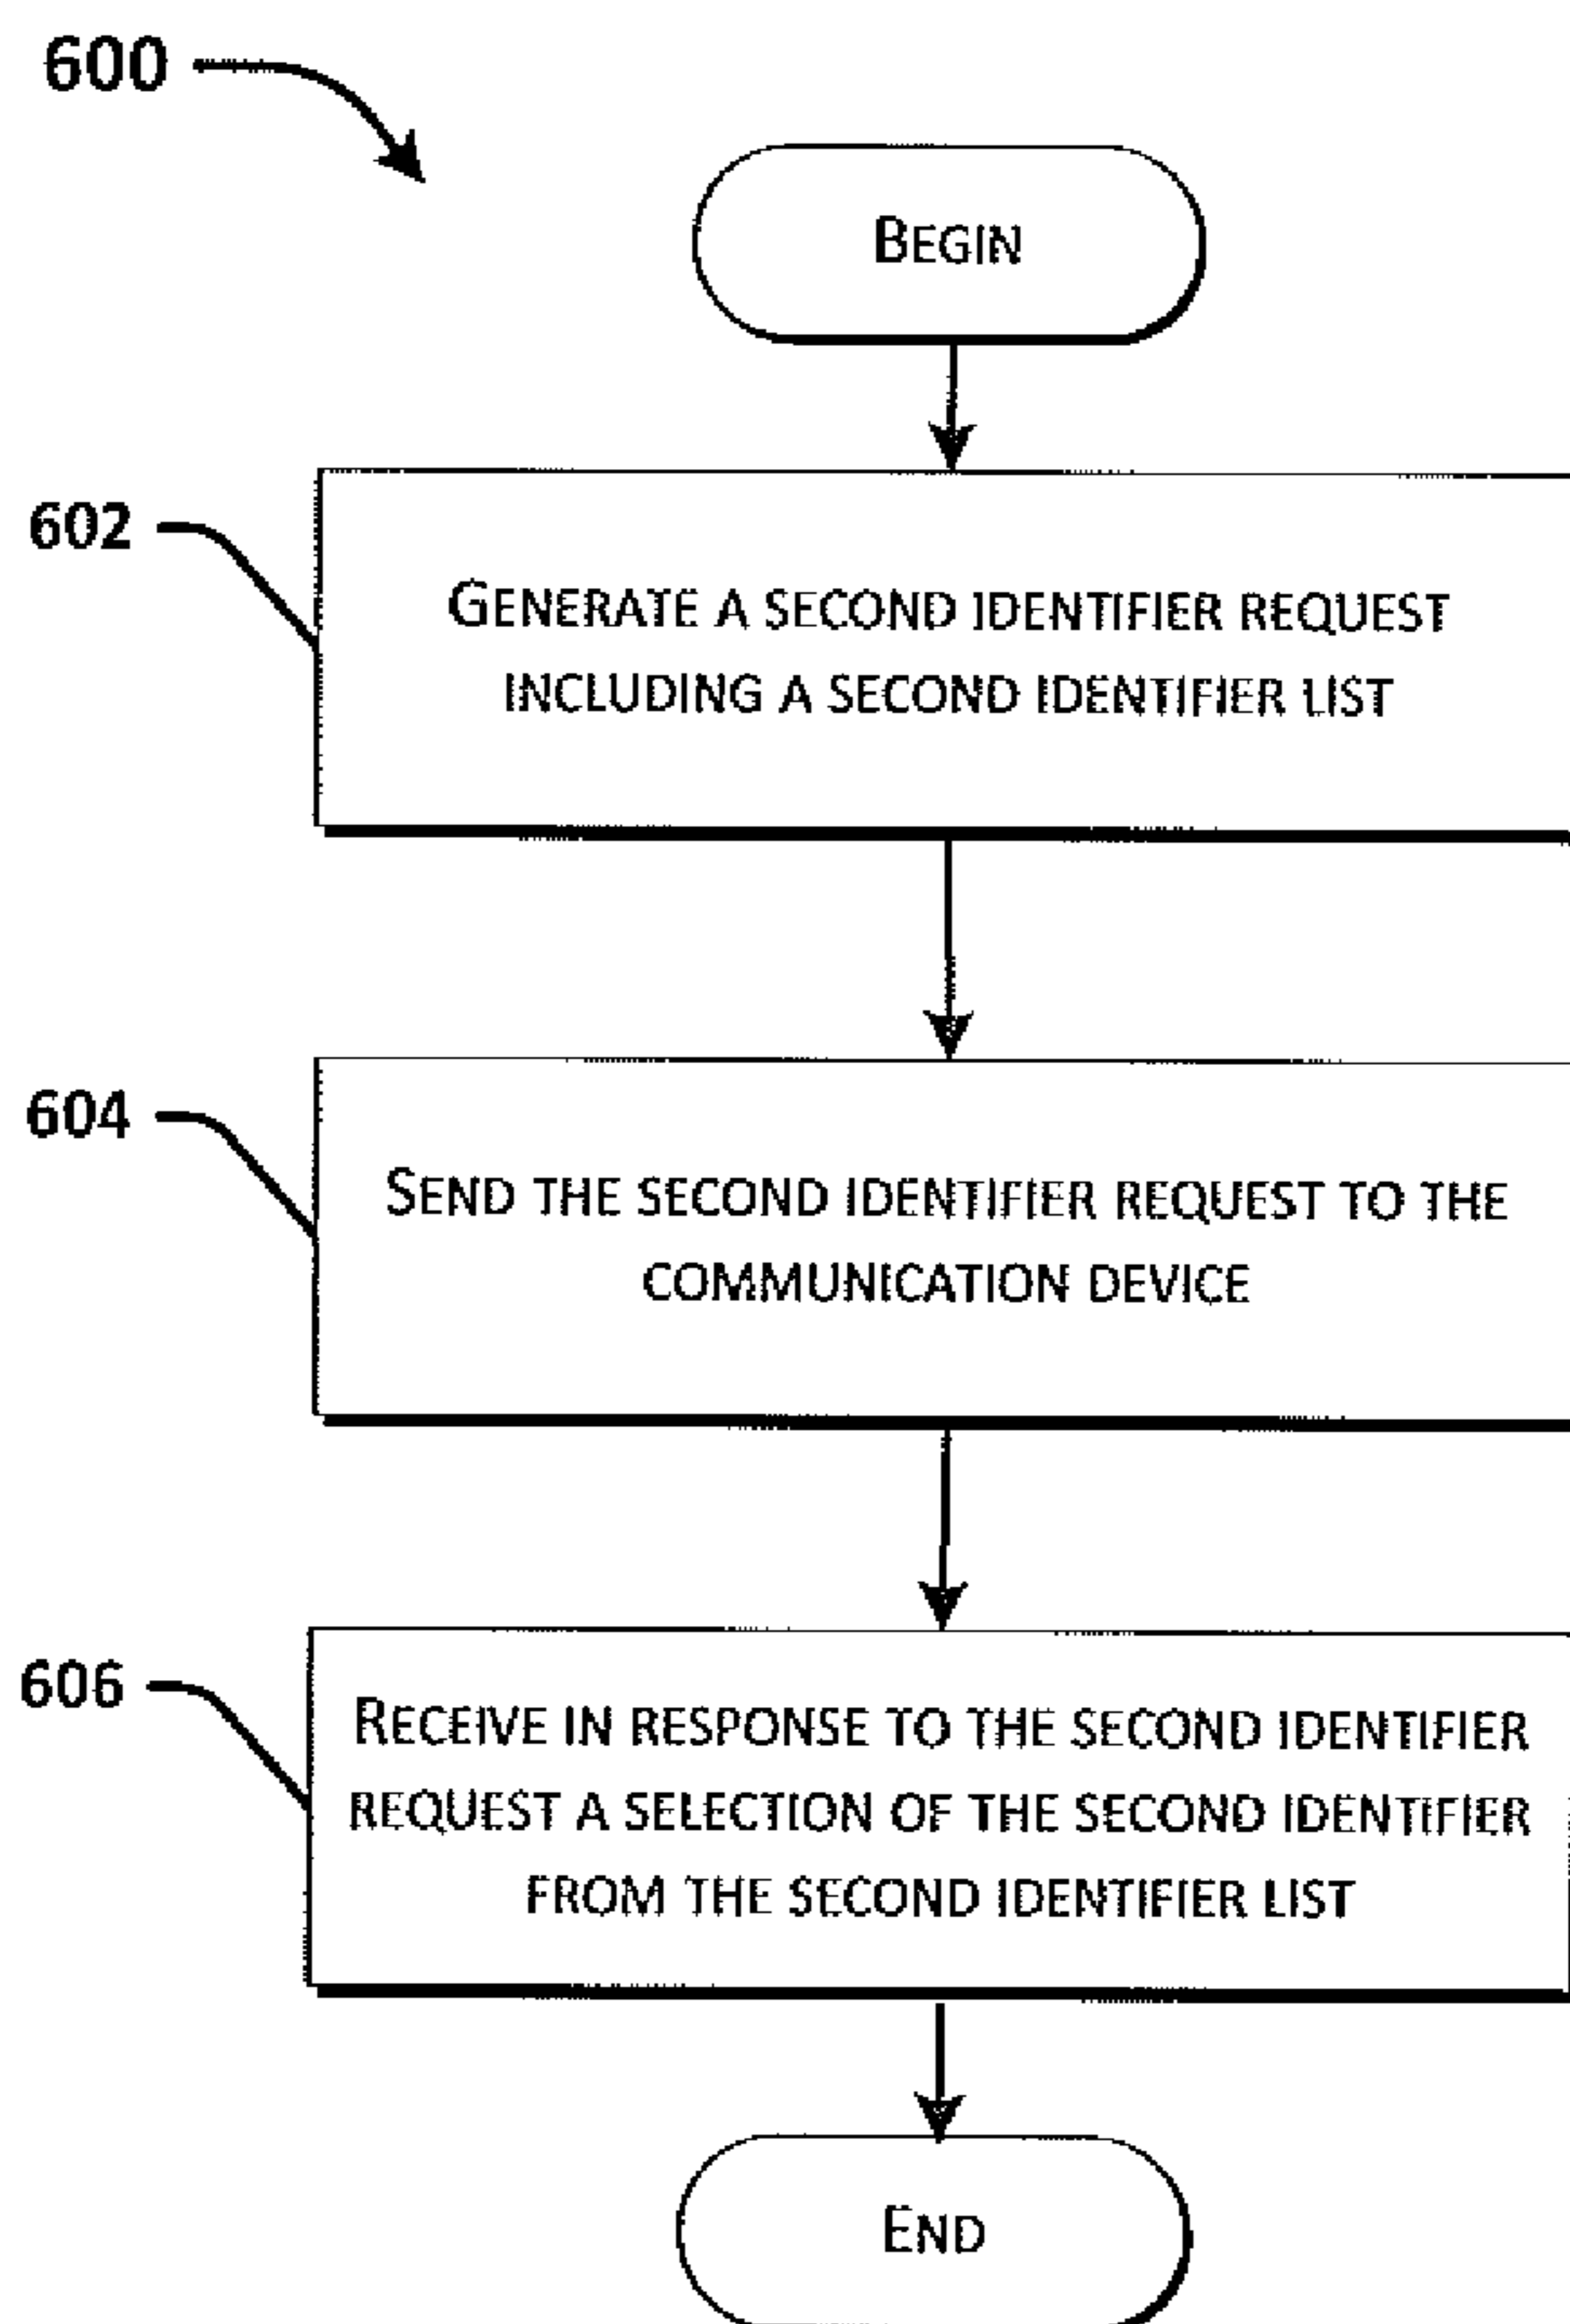 600
BEGIN
602
GENERATE A SECOND IDENTIFIER REQUEST
INCLUDING A SECOND IDENTIFIER LIST
604
SEND THE SECOND IDENTIFIER REQUEST TO THE
COMMUNICATION DEVICE
606
RECEIVE IN RESPONSE TO THE SECOND IDENTIFIER
REQUEST A SELECTION OF THE SECOND IDENTIFIER
FROM THE SECOND IDENTIFIER LIST
END